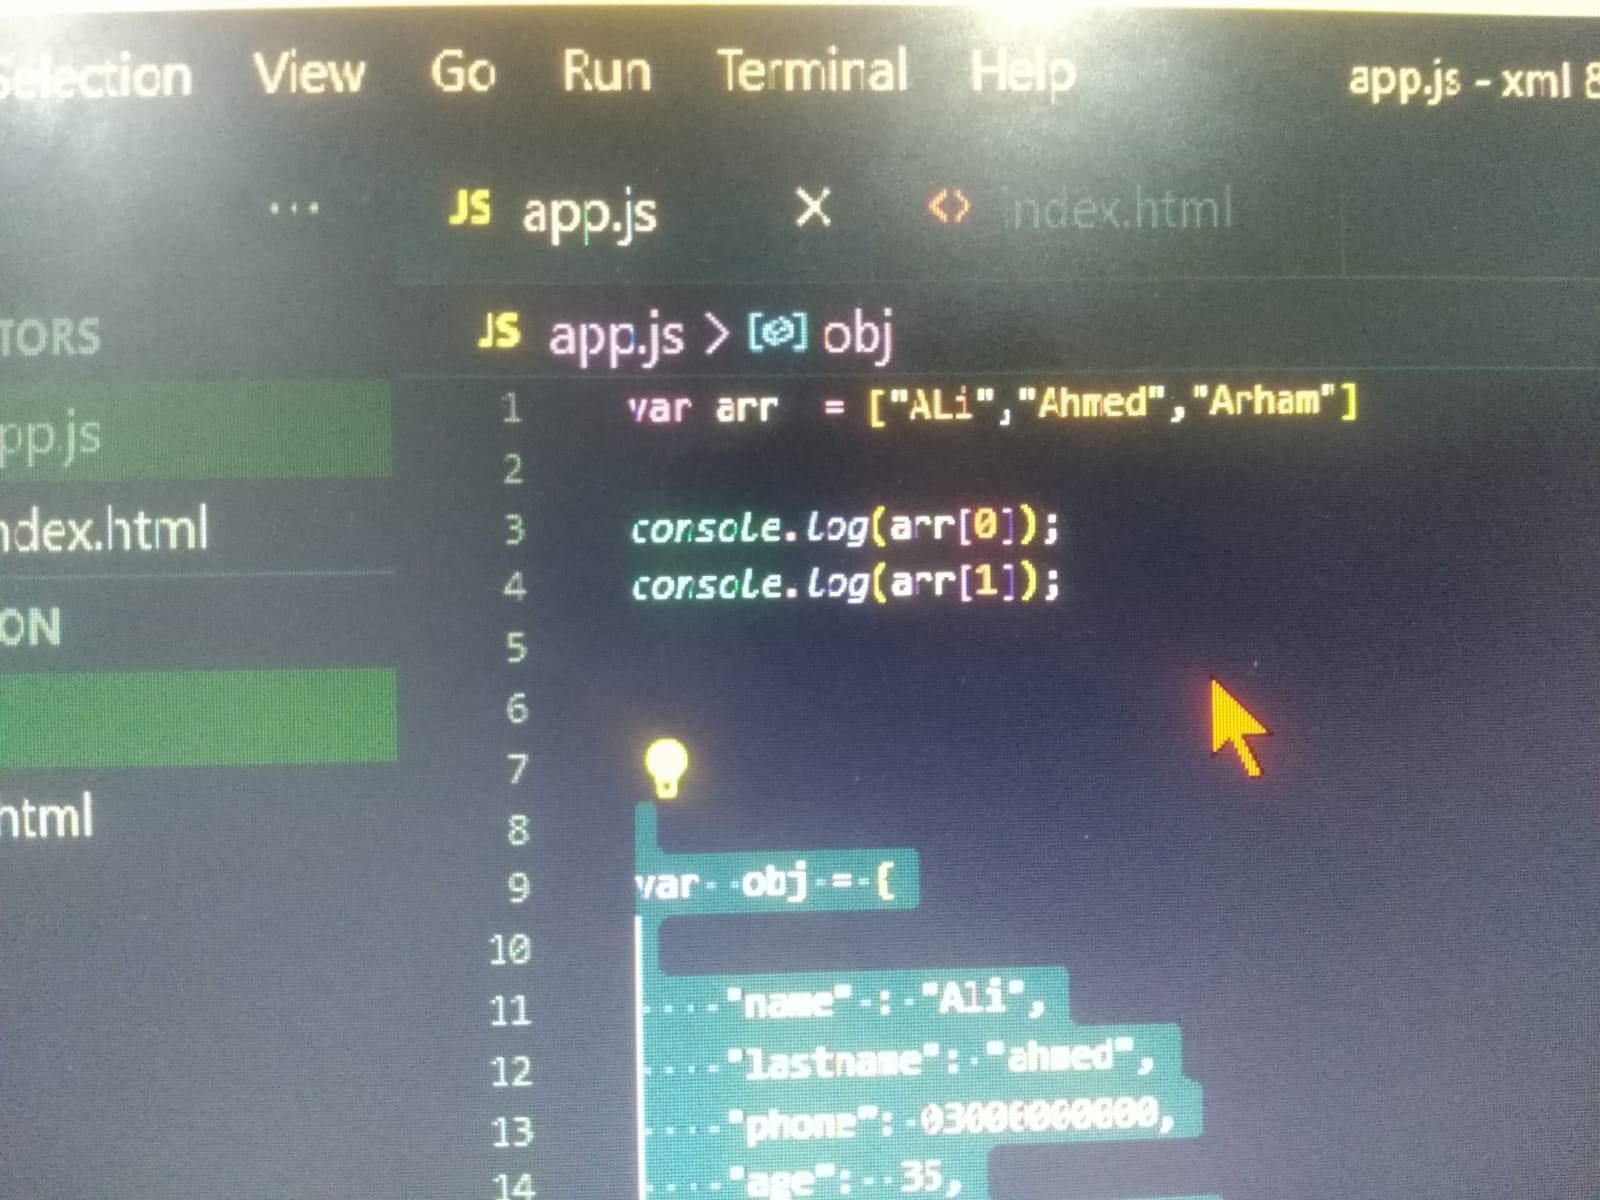 Selection View Go Run Terminal Help app.js - xml
... JS app.js × <> index.html
JS app.js > obj
TORS
pp.js
ndex.html
ON
html
1 var arr = ["ALi","Ahmed","Arham"]
2
3 console.log(arr[0]);
4 console.log(arr[1]);
5
6
7
8
9 var obj = {
10
11 "name" : "Ali",
12 "lastname": "ahmed",
13 "phone": 03000000000,
14 "age": 35,